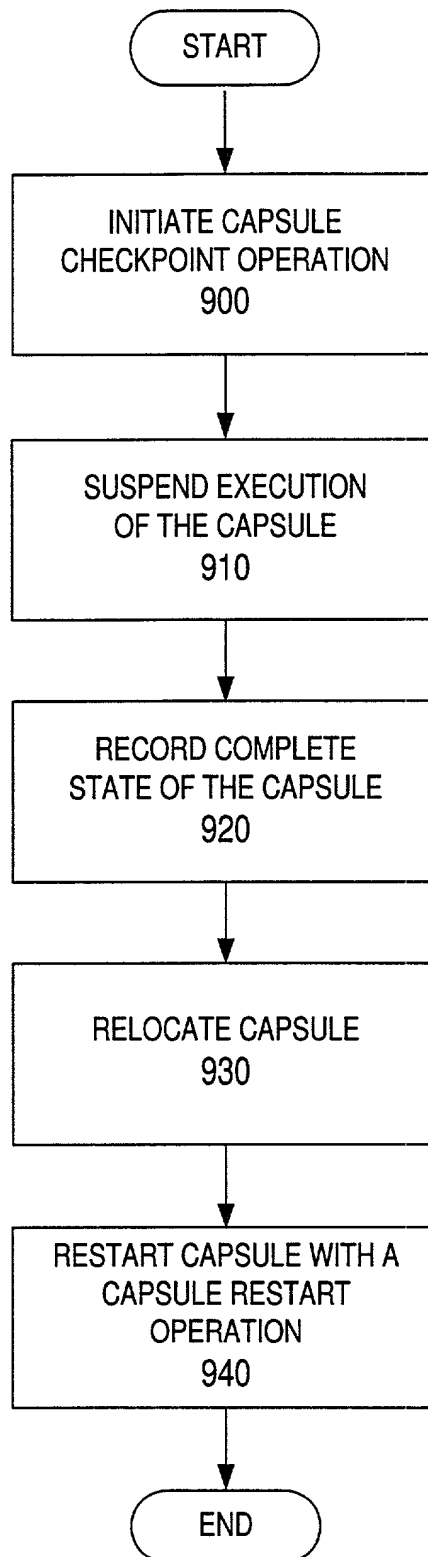 START
INITIATE CAPSULE
CHECKPOINT OPERATION
900
SUSPEND EXECUTION
OF THE CAPSULE
910
RECORD COMPLETE
STATE OF THE CAPSULE
920
RELOCATE CAPSULE
930
RESTART CAPSULE WITH A
CAPSULE RESTART
OPERATION
940
END